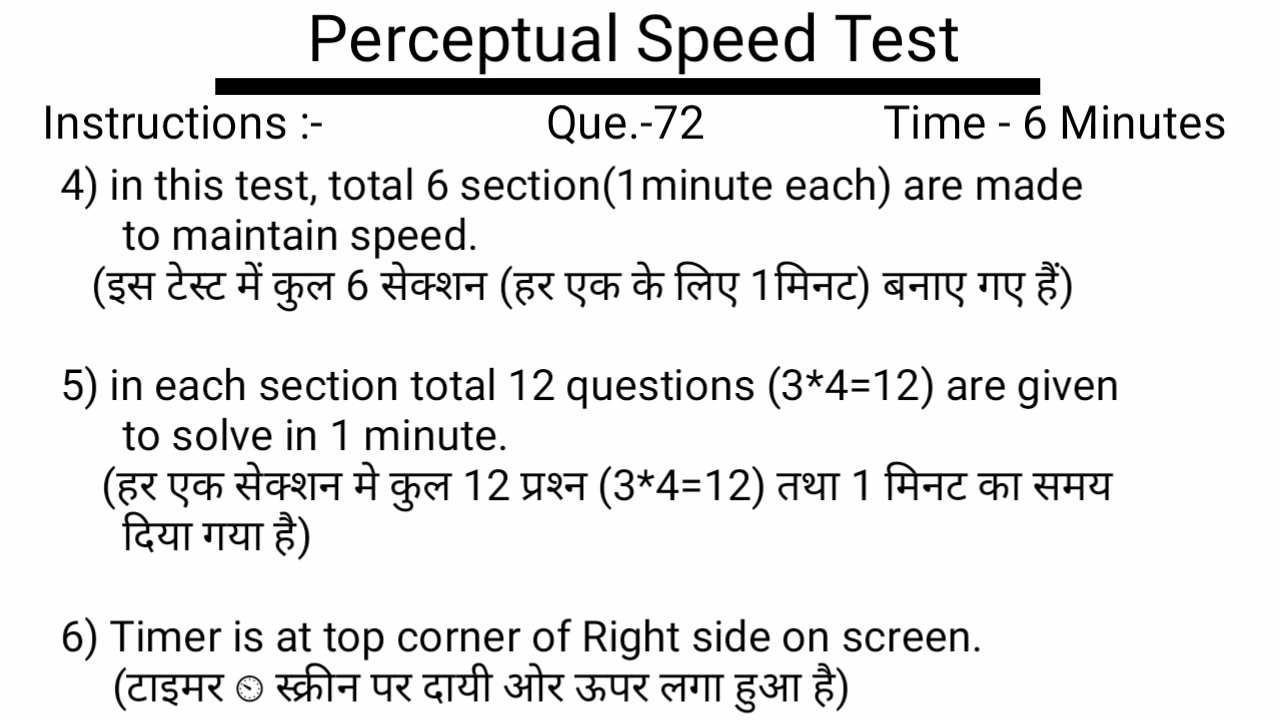 Perceptual Speed Test
Instructions :- Que.-72 Time - 6 Minutes
4) in this test, total 6 section(1minute each) are made
to maintain speed.
(इस टेस्ट में कुल 6 सेक्शन (हर एक के लिए 1मिनट) बनाए गए हैं)
5) in each section total 12 questions (3*4=12) are given
to solve in 1 minute.
(हर एक सेक्शन मे कुल 12 प्रश्न (3*4=12) तथा 1 मिनट का समय
दिया गया है)
6) Timer is at top corner of Right side on screen.
(टाइमर ⏲ स्क्रीन पर दायी ओर ऊपर लगा हुआ है)